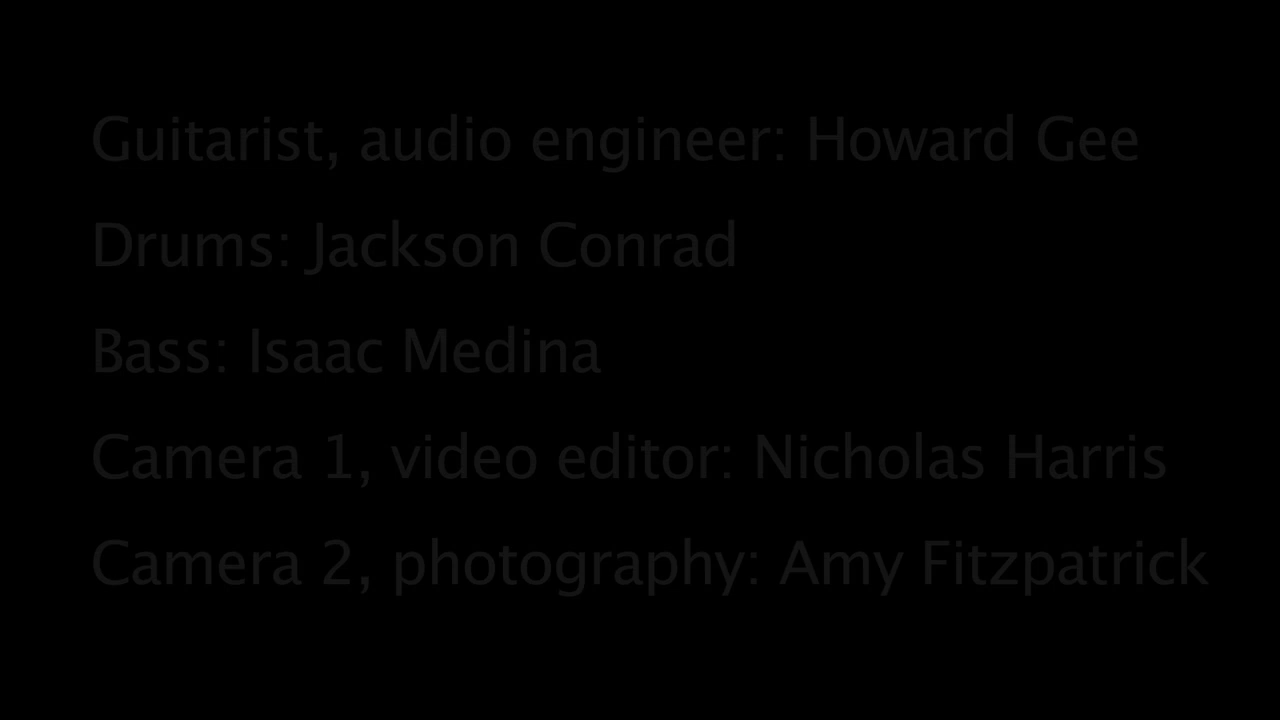 Guitarist, audio engineer: Howard Gee
Drums: Jackson Conrad
Bass: Isaac Medina
Camera 1, video editor: Nicholas Harris
Camera 2, photography: Amy Fitzpatrick